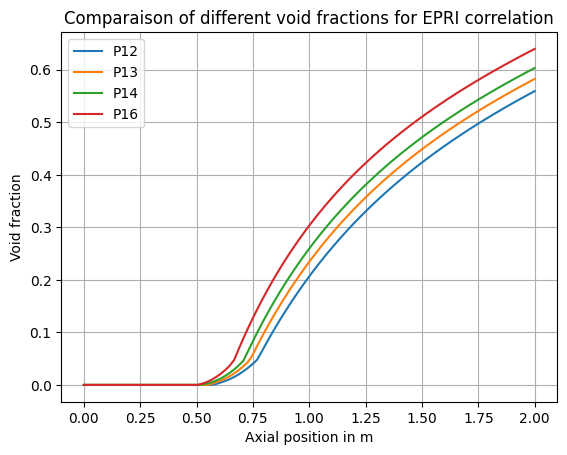 Comparaison of different void fractions for EPRI correlation
P12
P13
P14
P16
Void fraction
0.6
0.5
0.4
0.3
0.2
0.1
0.0
0.00 0.25 0.50 0.75 1.00 1.25 1.50 1.75 2.00
Axial position in m